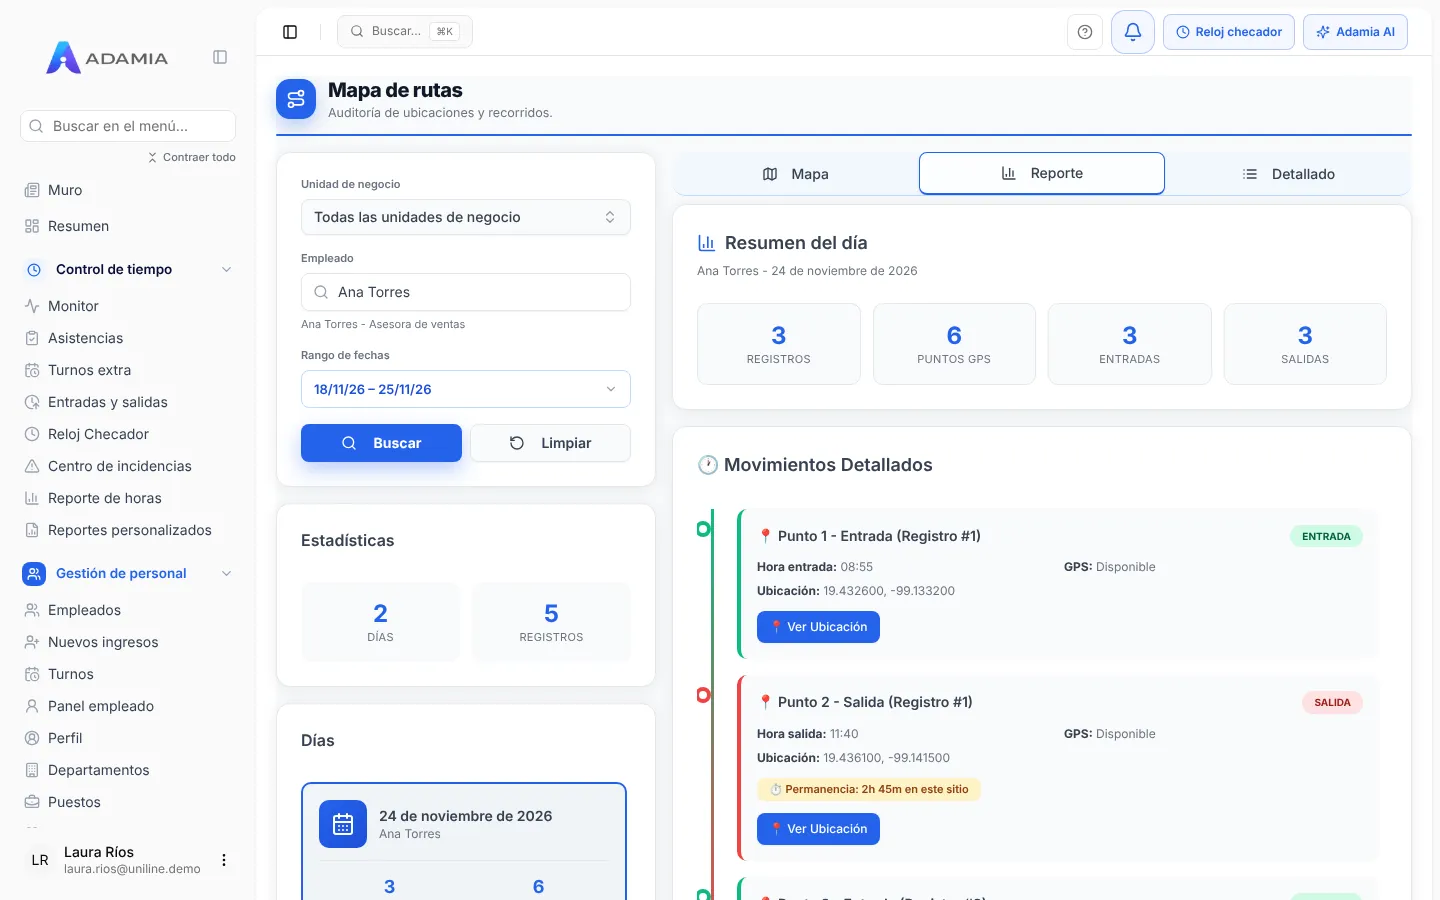 ADAMIA
Buscar en el menú...
Contraer todo
Muro
Resumen
Control de tiempo
Monitor
Asistencias
Turnos extra
Entradas y salidas
Reloj Checador
Centro de incidencias
Reporte de horas
Reportes personalizados
Gestión de personal
Empleados
Nuevos ingresos
Turnos
Panel empleado
Perfil
Departamentos
Puestos
LR
Laura Ríos
laura.rios@uniline.demo
Buscar... ⌘K
Reloj checador
Adamia AI
Mapa de rutas
Auditoría de ubicaciones y recorridos.
Unidad de negocio
Todas las unidades de negocio
Empleado
Ana Torres
Ana Torres - Asesora de ventas
Rango de fechas
18/11/26 – 25/11/26
Buscar
Limpiar
Estadísticas
2
DÍAS
5
REGISTROS
Días
24 de noviembre de 2026
Ana Torres
3
6
Mapa
Reporte
Detallado
Resumen del día
Ana Torres - 24 de noviembre de 2026
3
REGISTROS
6
PUNTOS GPS
3
ENTRADAS
3
SALIDAS
Movimientos Detallados
Punto 1 - Entrada (Registro #1)
ENTRADA
Hora entrada: 08:55
GPS: Disponible
Ubicación: 19.432600, -99.133200
Ver Ubicación
Punto 2 - Salida (Registro #1)
SALIDA
Hora salida: 11:40
GPS: Disponible
Ubicación: 19.436100, -99.141500
Permanencia: 2h 45m en este sitio
Ver Ubicación